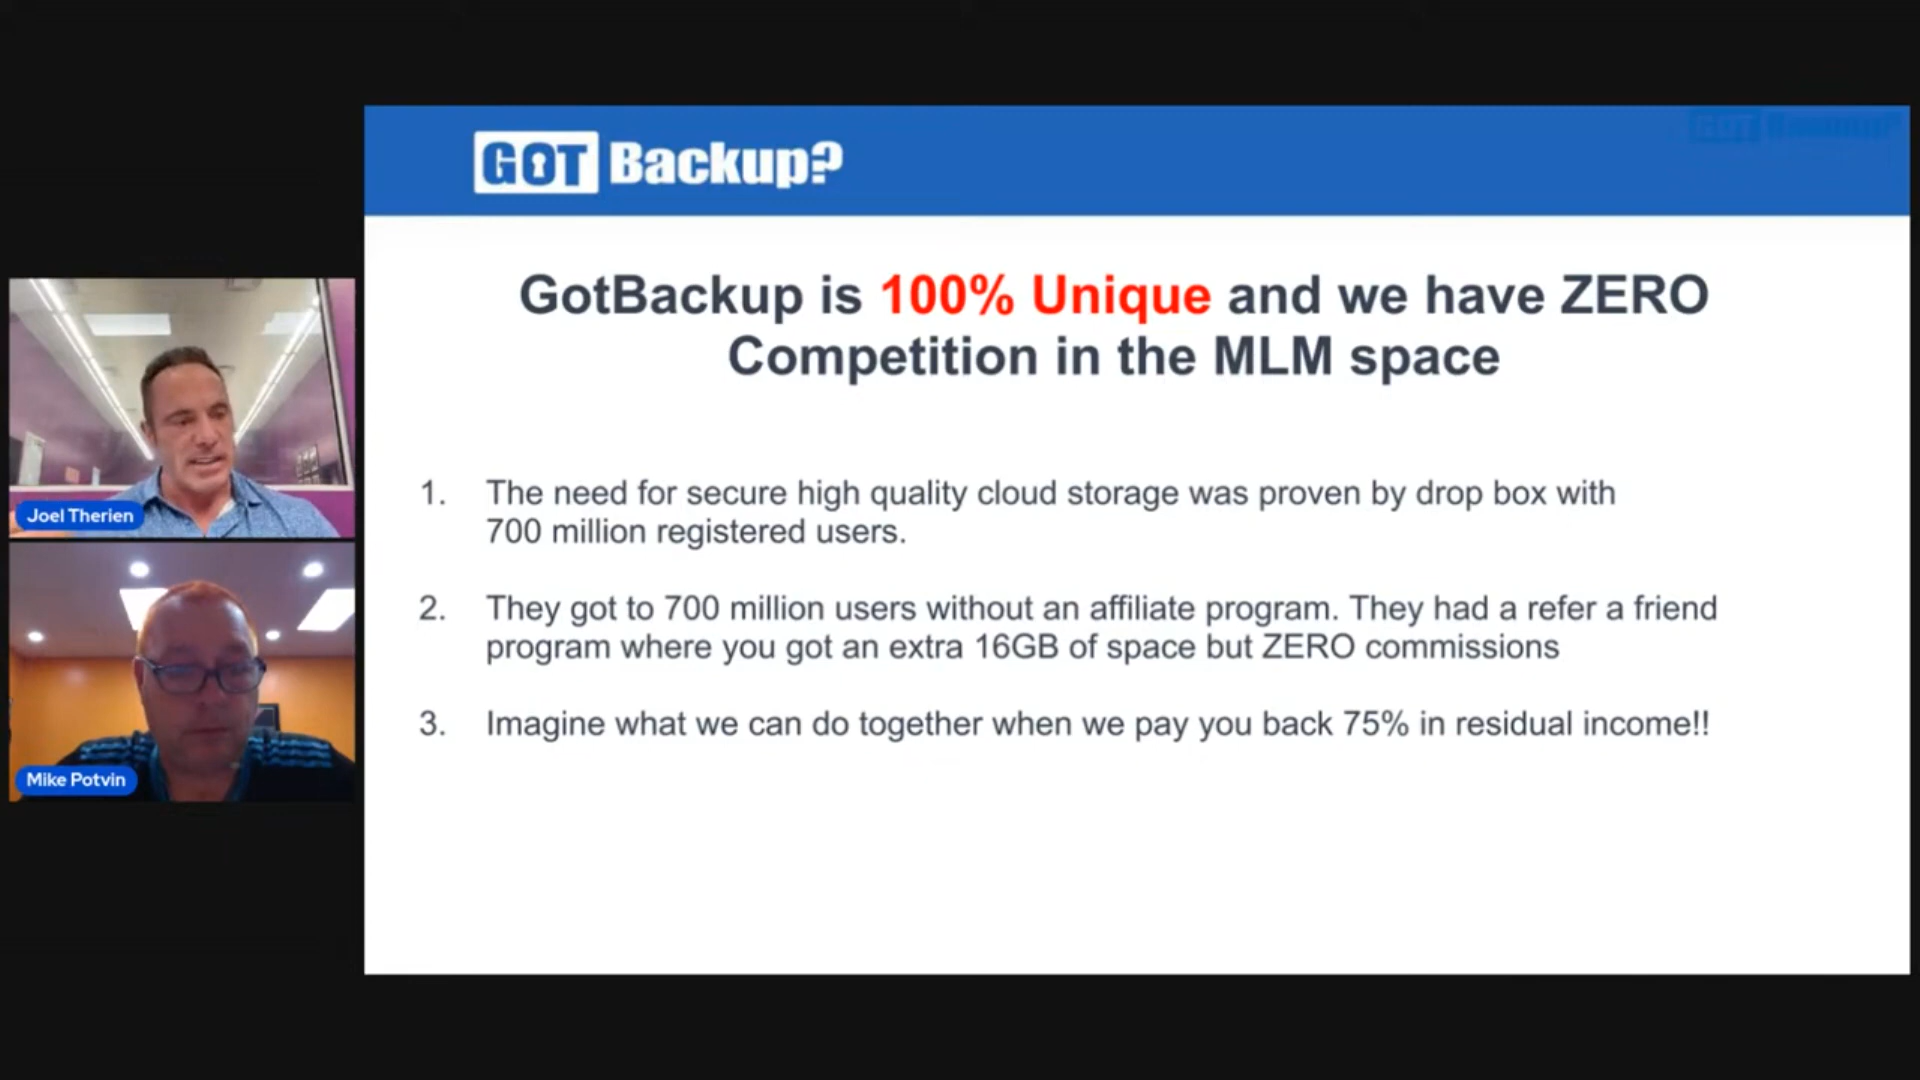 GOT Backup?
GOT Backup?
GotBackup is 100% Unique and we have ZERO
Competition in the MLM space
1. The need for secure high quality cloud storage was proven by drop box with
700 million registered users.
2. They got to 700 million users without an affiliate program. They had a refer a friend
program where you got an extra 16GB of space but ZERO commissions
3. Imagine what we can do together when we pay you back 75% in residual income!!
Joel Therien
Mike Potvin